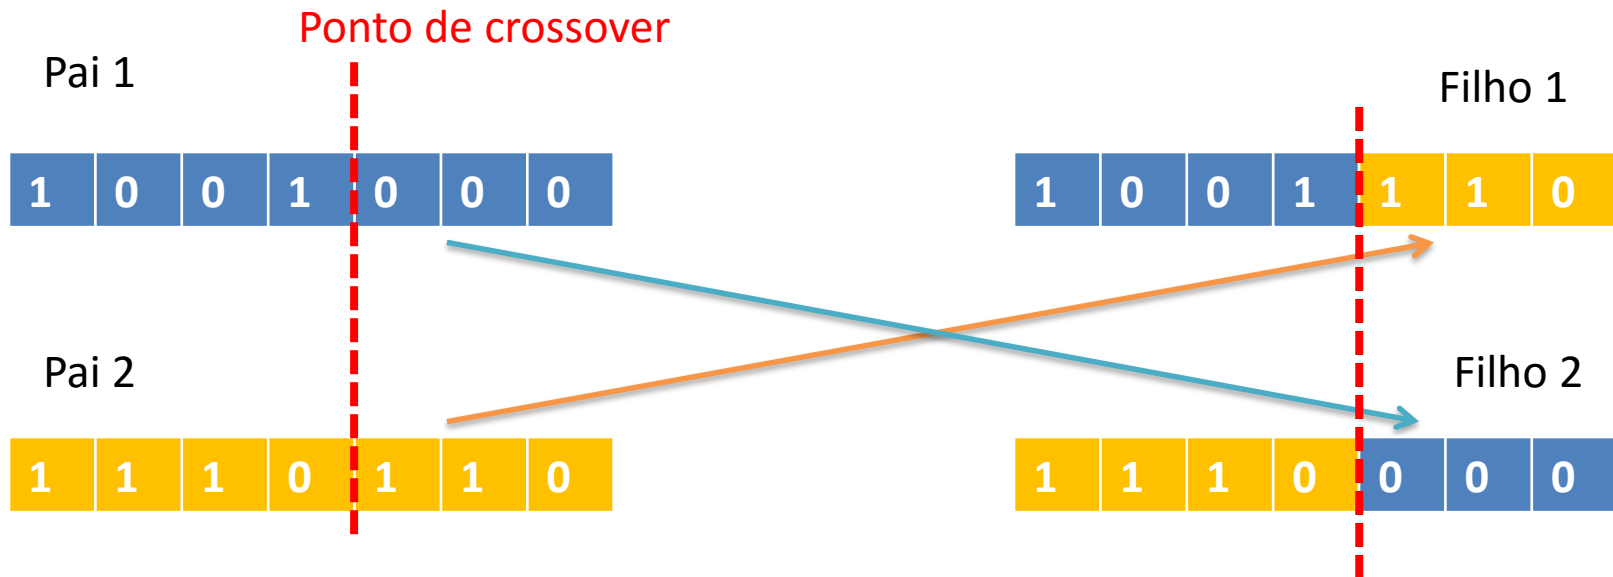 Ponto de crossover
Pai 1
Filho 1
1 0 0 1 0 0 0
1 0 0 1 1 1 0
Pai 2
Filho 2
1 1 1 0 1 1 0
1 1 1 0 0 0 0